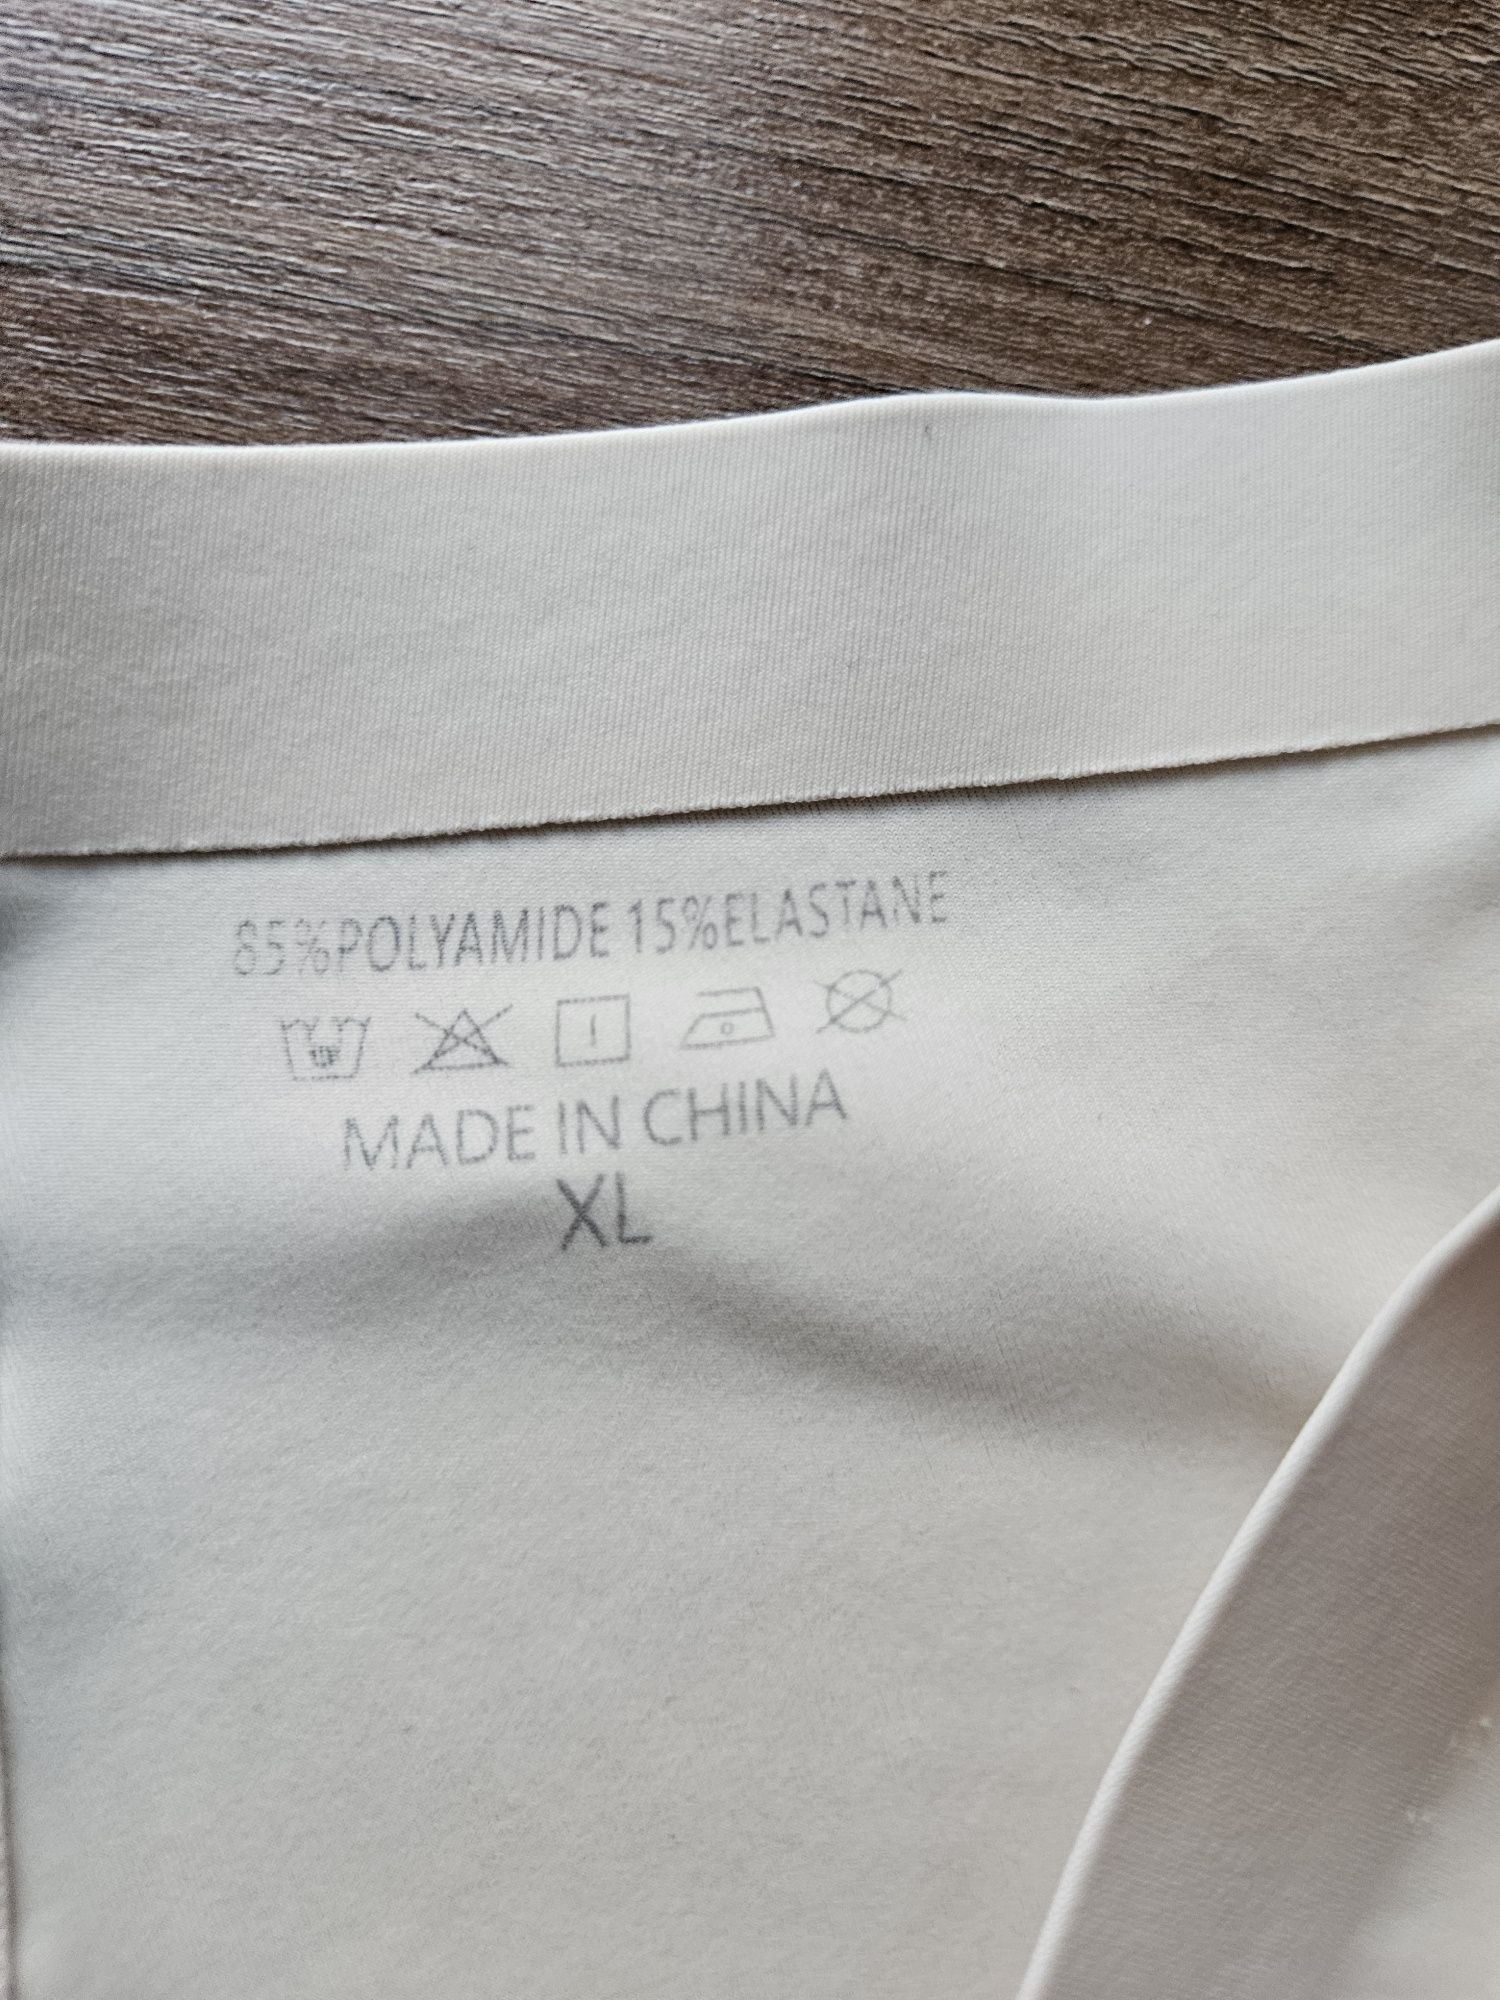 85%POLYAMIDE 15%ELASTANE
MADE IN CHINA
XL